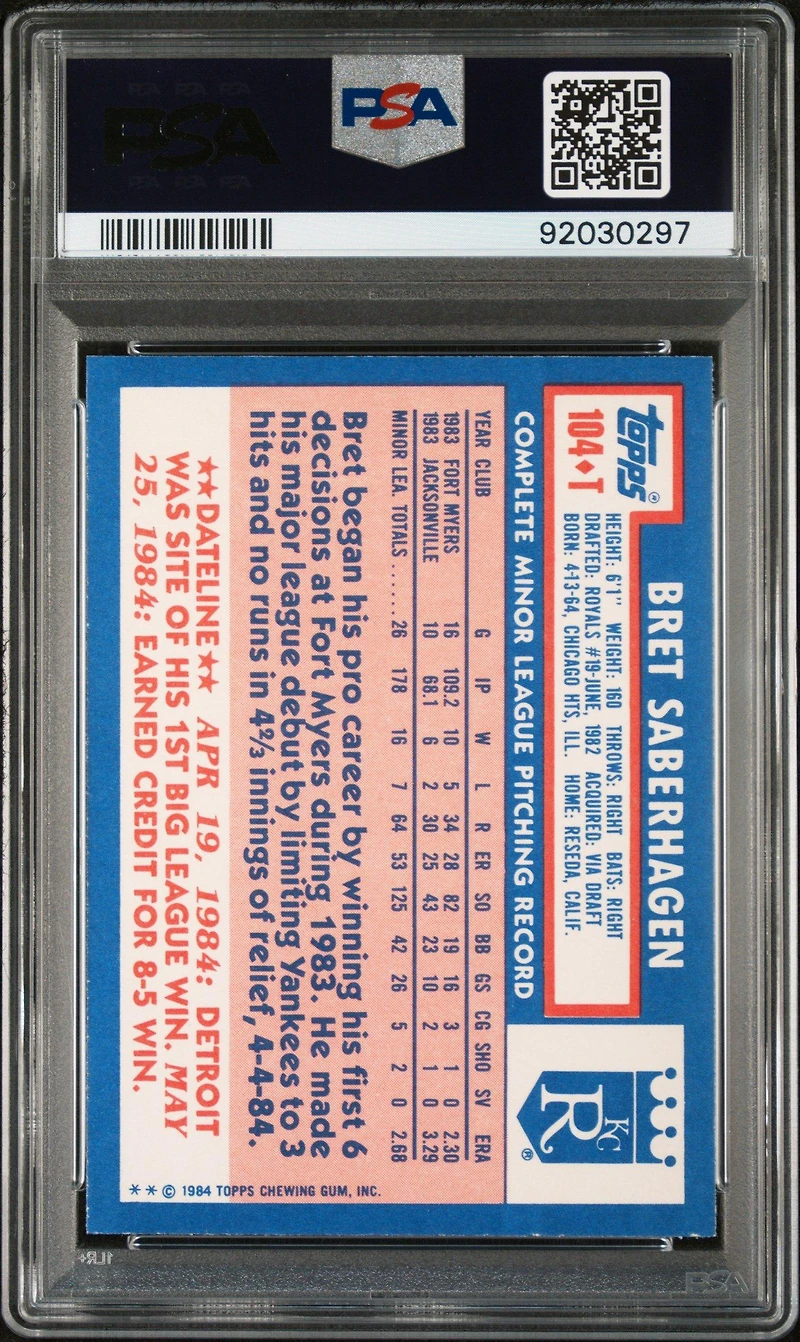 PSA PSA PSA
PSA
PSA PSA PSA
PSA
92030297
topps®
104♦T
BRET SABERHAGEN
HEIGHT: 6'1" WEIGHT: 160 THROWS: RIGHT BATS: RIGHT
DRAFTED: ROYALS #19-JUNE, 1982 ACQUIRED: VIA DRAFT
BORN: 4-13-64, CHICAGO HTS, ILL. HOME: RESEDA, CALIF.
KC
R
®
COMPLETE MINOR LEAGUE PITCHING RECORD
YEAR CLUB G IP W L R ER SO BB GS CG SHO SV ERA
1983 FORT MYERS 16 109.2 10 5 34 28 82 19 16 3 1 0 2.30
1983 JACKSONVILLE 10 68.1 6 2 30 25 43 23 10 2 1 0 3.29
MINOR LEA. TOTALS ...... 26 178 16 7 64 53 125 42 26 5 2 0 2.68
Bret began his pro career by winning his first 6
decisions at Fort Myers during 1983. He made
his major league debut by limiting Yankees to 3
hits and no runs in 4⅔ innings of relief, 4-4-84.
★★DATELINE★★ APR 19, 1984: DETROIT
WAS SITE OF HIS 1ST BIG LEAGUE WIN. MAY
25, 1984: EARNED CREDIT FOR 8-5 WIN.
* * © 1984 TOPPS CHEWING GUM, INC.
PSA